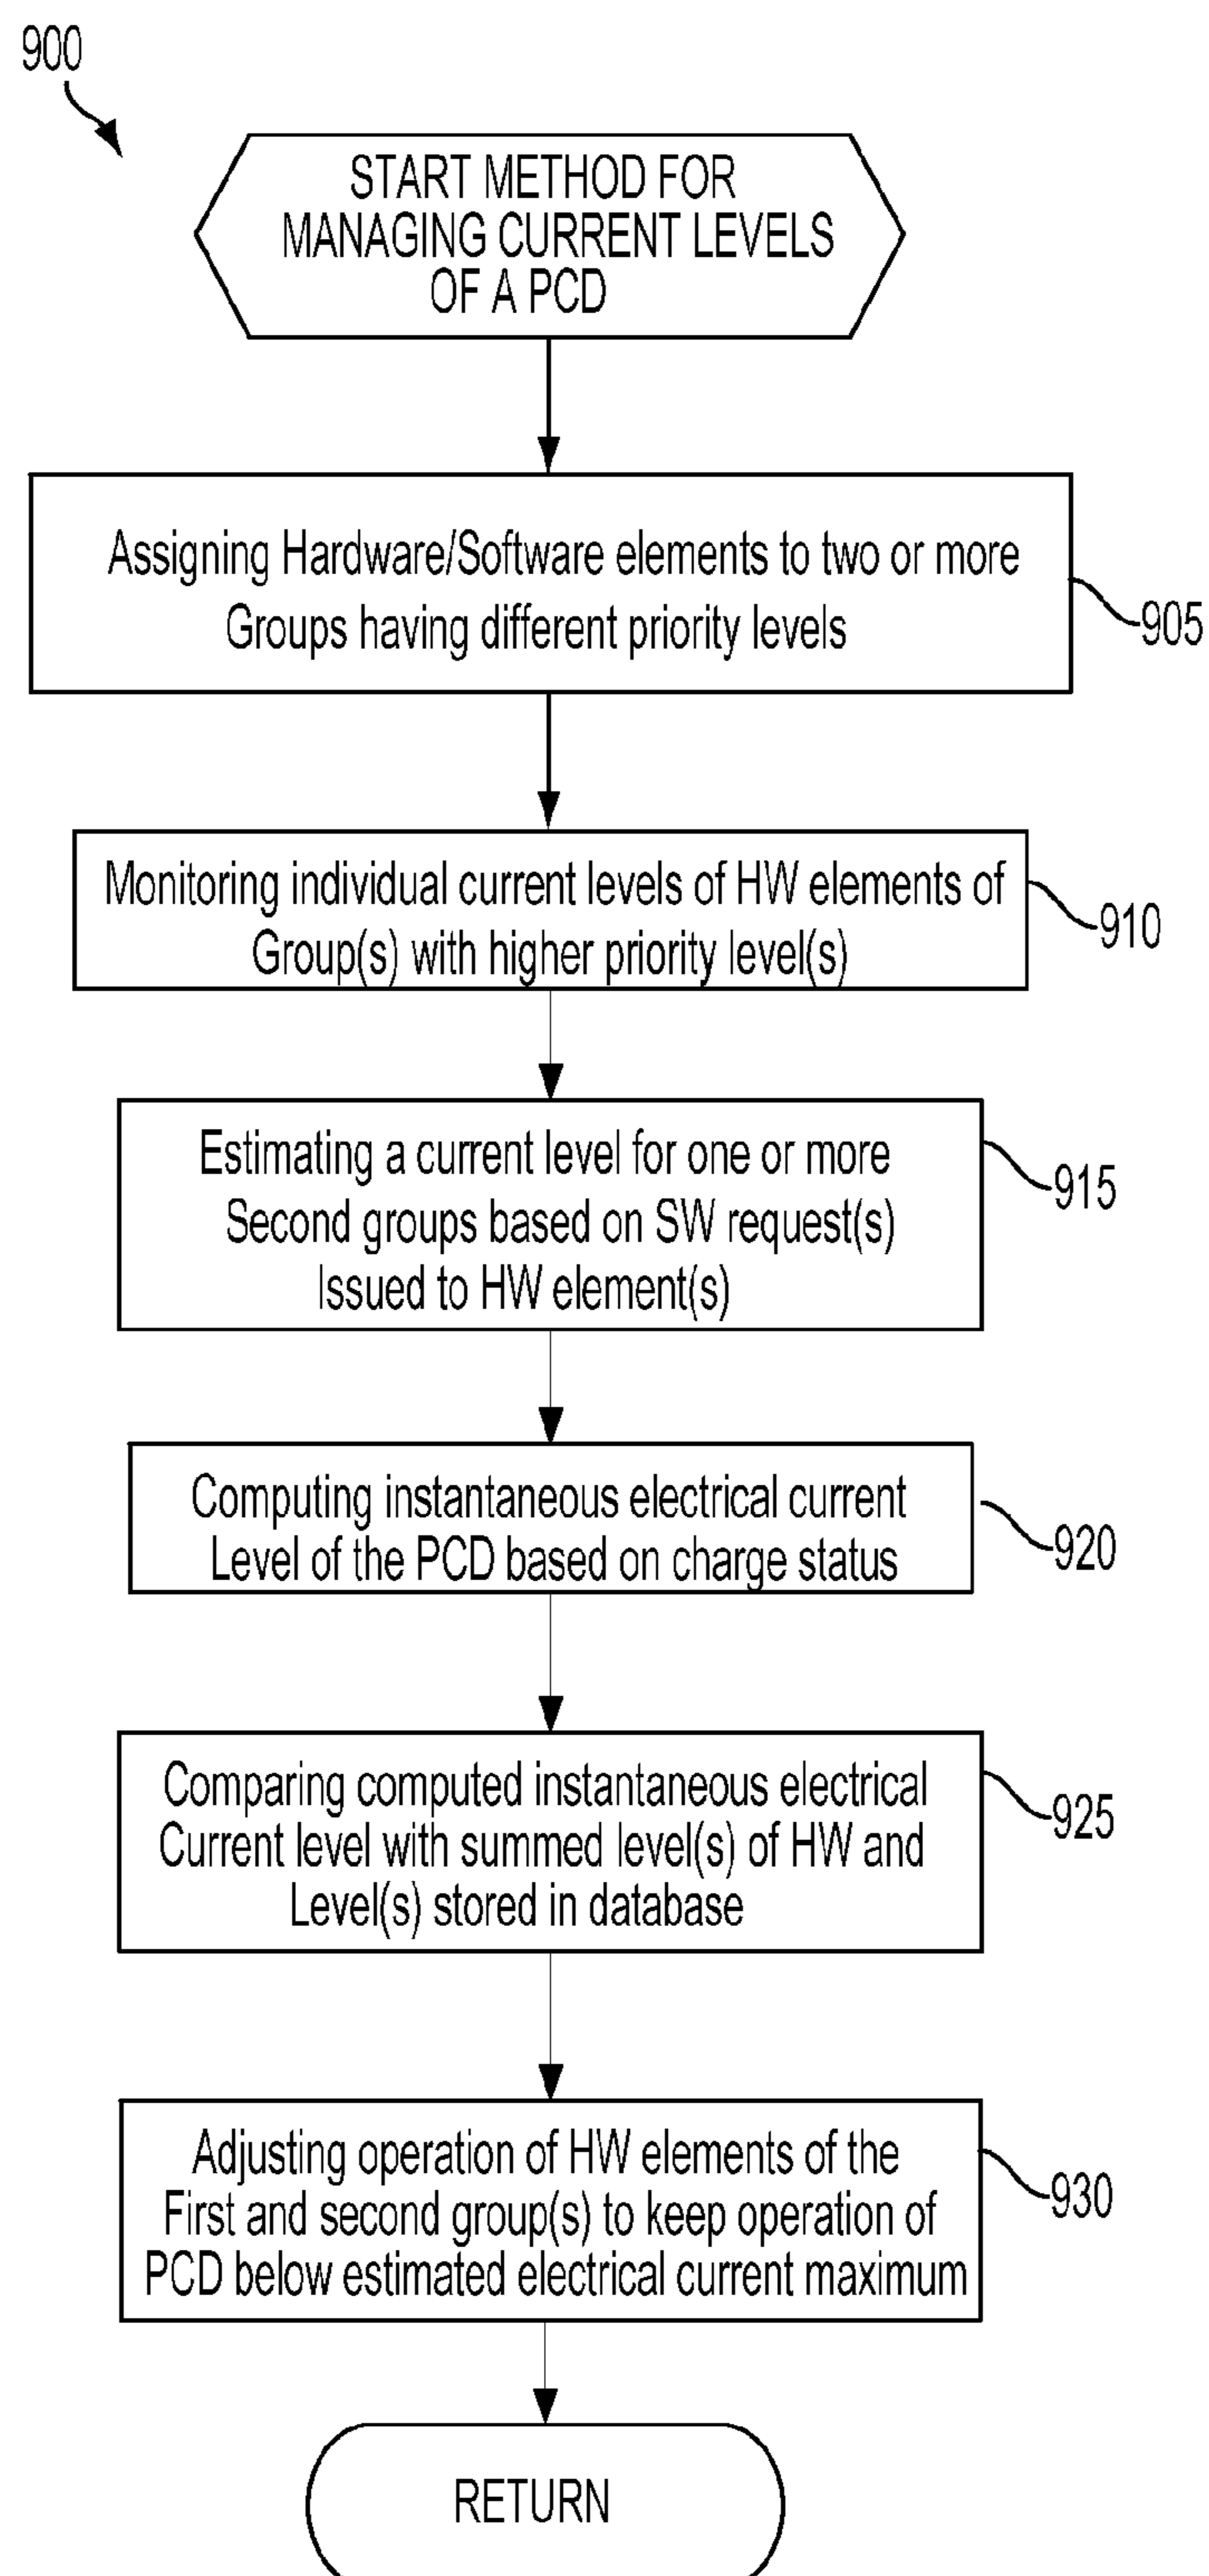 900
START METHOD FOR
MANAGING CURRENT LEVELS
OF A PCD
Assigning Hardware/Software elements to two or more
Groups having different priority levels
905
Monitoring individual current levels of HW elements of
Group(s) with higher priority level(s)
910
Estimating a current level for one or more
Second groups based on SW request(s)
Issued to HW element(s)
915
Computing instantaneous electrical current
Level of the PCD based on charge status
920
Comparing computed instantaneous electrical
Current level with summed level(s) of HW and
Level(s) stored in database
925
Adjusting operation of HW elements of the
First and second group(s) to keep operation of
PCD below estimated electrical current maximum
930
RETURN